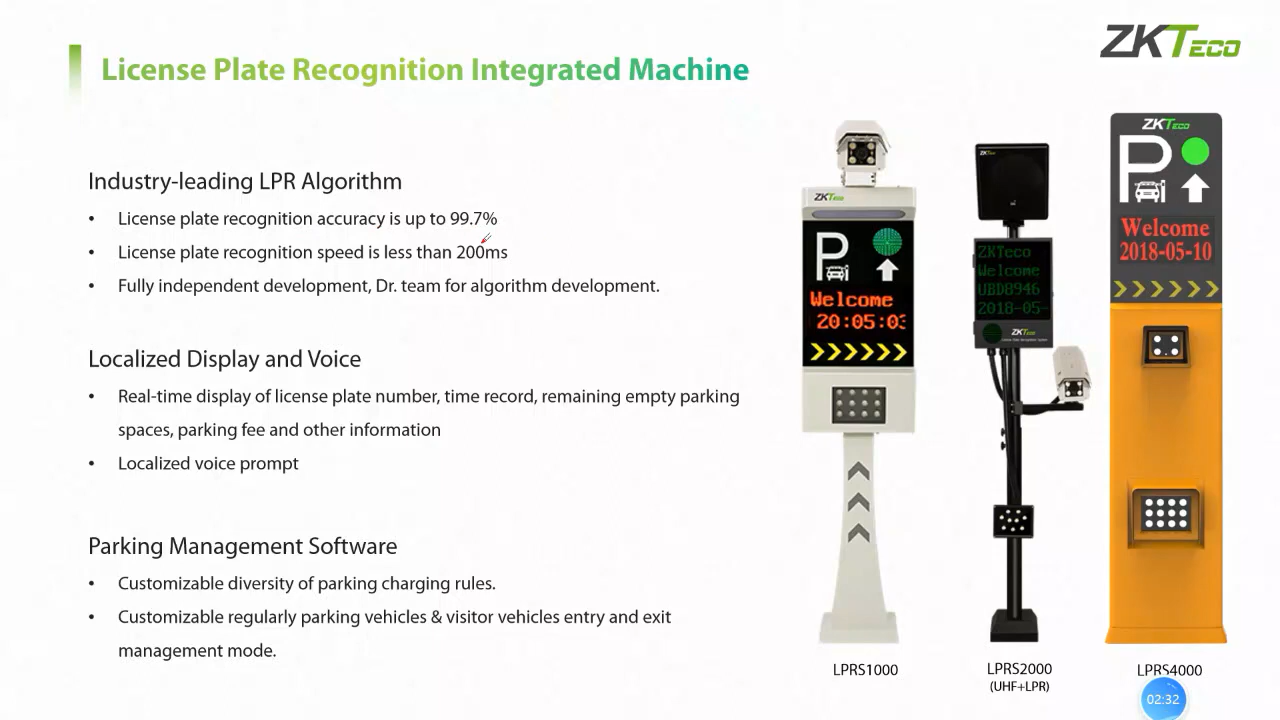 ZKTECO
License Plate Recognition Integrated Machine
Industry-leading LPR Algorithm
• License plate recognition accuracy is up to 99.7%
• License plate recognition speed is less than 200ms
• Fully independent development, Dr. team for algorithm development.
Localized Display and Voice
• Real-time display of license plate number, time record, remaining empty parking
spaces, parking fee and other information
• Localized voice prompt
Parking Management Software
• Customizable diversity of parking charging rules.
• Customizable regularly parking vehicles & visitor vehicles entry and exit
management mode.
ZKTECO
P
Welcome
20:05:03
LPRS1000
ZKTECO
ZKTeco
Welcome
UBD8946
2018-05-
ZKTECO
LPRS2000
(UHF+LPR)
ZKTECO
P
Welcome
2018-05-10
LPRS4000
02:32